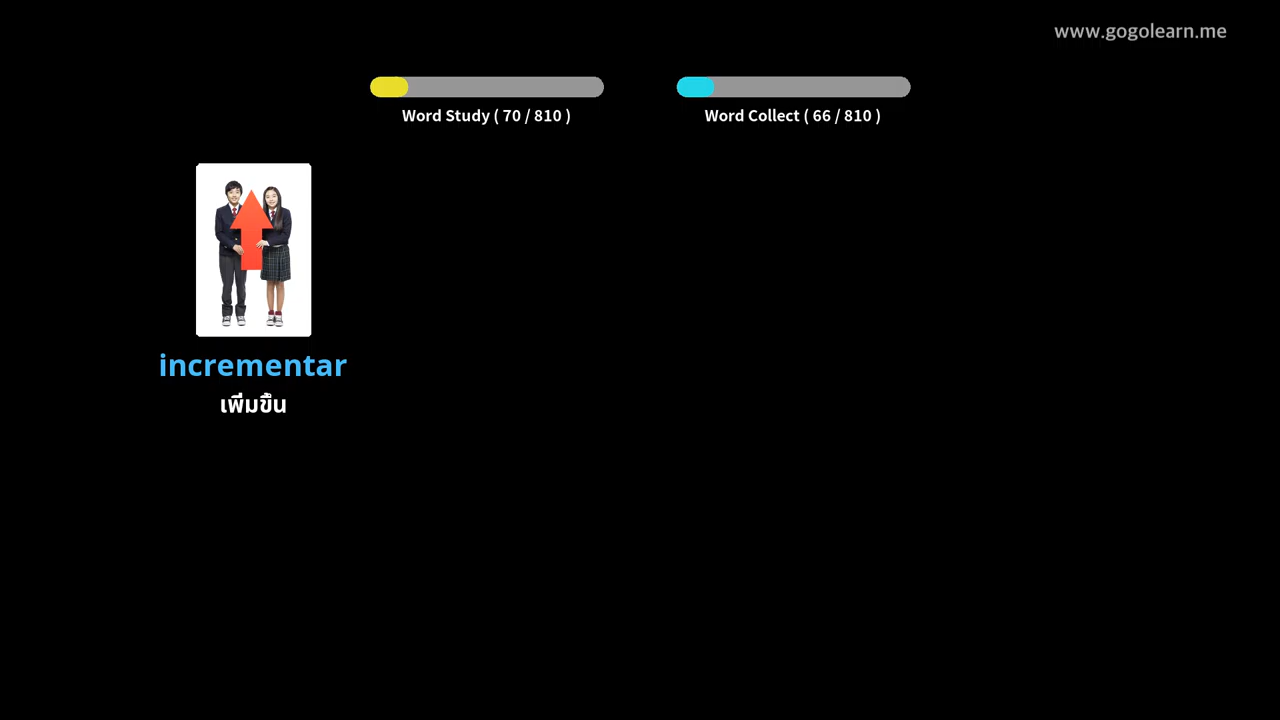 www.gogolearn.me
Word Study ( 70 / 810 )
Word Collect ( 66 / 810 )
incrementar
เพิ่มขึ้น